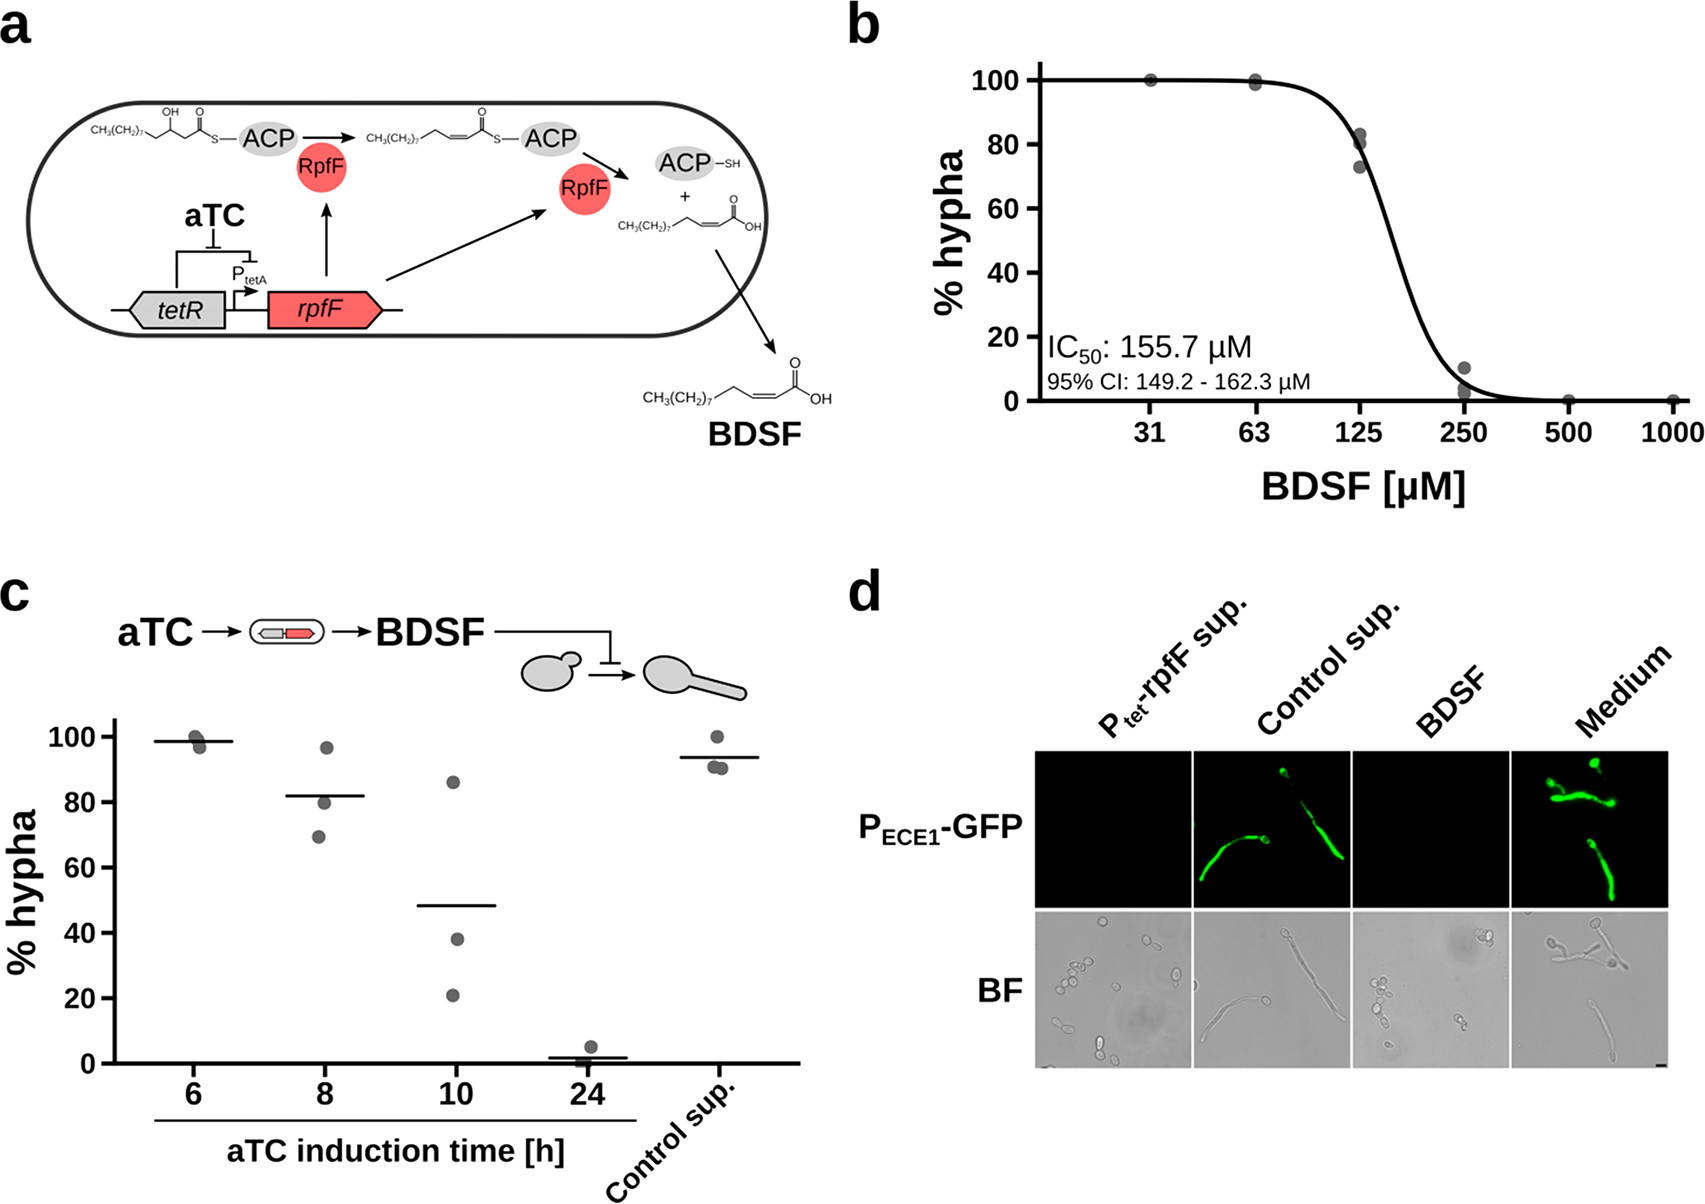 a
OH
O
CH₃(CH₂)₇
S
ACP
RpfF
O
CH₃(CH₂)₇
S
ACP
RpfF
ACP
SH
+
O
CH₃(CH₂)₇
OH
aTC
PtetA
tetR
rpfF
O
CH₃(CH₂)₇
OH
BDSF
b
% hypha
100
80
60
40
20
0
IC₅₀: 155.7 µM
95% CI: 149.2 - 162.3 µM
31 63 125 250 500 1000
BDSF [µM]
c
aTC
BDSF
% hypha
100
80
60
40
20
0
6 8 10 24 Control sup.
aTC induction time [h]
d
Ptet-rpfF sup.
Control sup.
BDSF
Medium
PECE1-GFP
BF